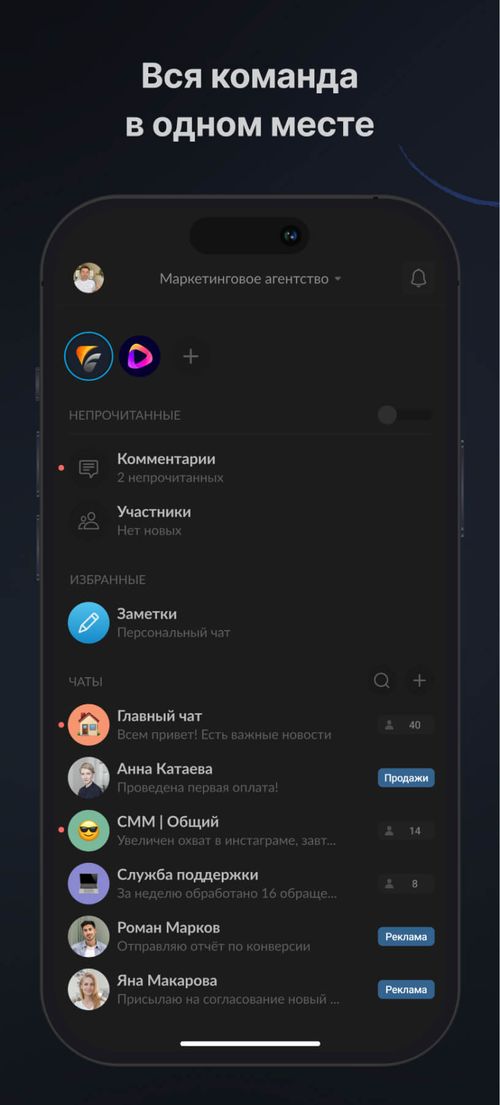 Вся команда
в одном месте
Маркетинговое агентство
НЕПРОЧИТАННЫЕ
Комментарии
2 непрочитанных
Участники
Нет новых
ИЗБРАННЫЕ
Заметки
Персональный чат
ЧАТЫ
Главный чат
40
Всем привет! Есть важные новости
Анна Катаева
Продажи
Проведена первая оплата!
СММ | Общий
14
Увеличен охват в инстаграме, завт...
Служба поддержки
8
За неделю обработано 16 обраще...
Роман Марков
Реклама
Отправляю отчёт по конверсии
Яна Макарова
Реклама
Присылаю на согласование новый ...